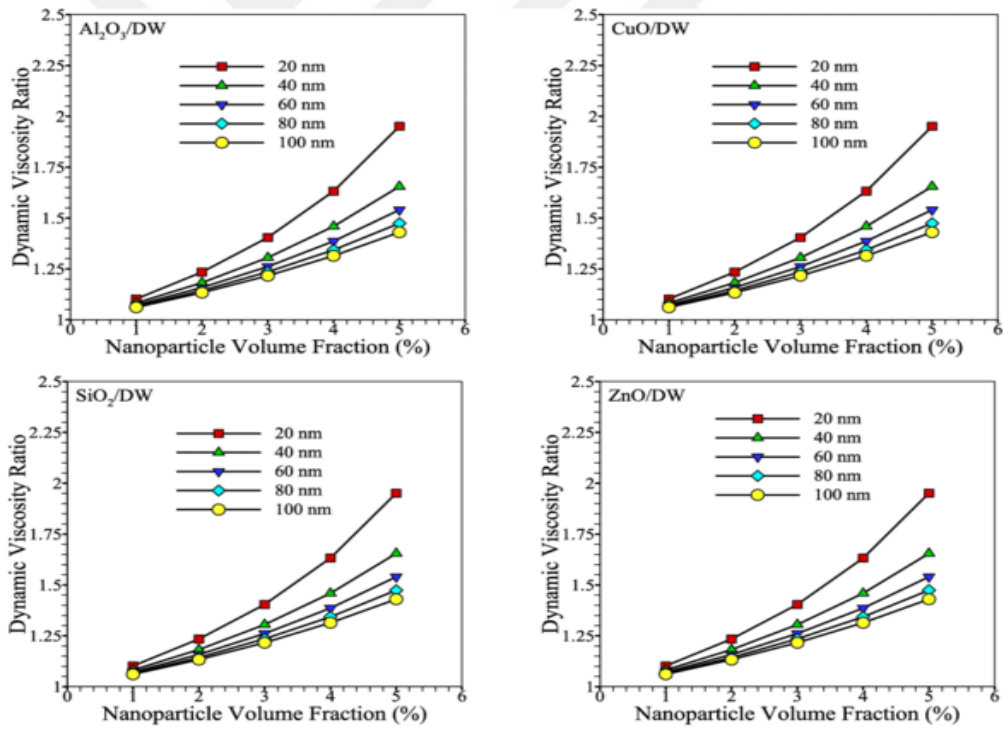 Al₂O₃/DW
20 nm
40 nm
60 nm
80 nm
100 nm
Dynamic Viscosity Ratio
2.5
2.25
2
1.75
1.5
1.25
1
0 1 2 3 4 5 6
Nanoparticle Volume Fraction (%)
CuO/DW
20 nm
40 nm
60 nm
80 nm
100 nm
Dynamic Viscosity Ratio
2.5
2.25
2
1.75
1.5
1.25
1
0 1 2 3 4 5 6
Nanoparticle Volume Fraction (%)
SiO₂/DW
20 nm
40 nm
60 nm
80 nm
100 nm
Dynamic Viscosity Ratio
2.5
2.25
2
1.75
1.5
1.25
1
0 1 2 3 4 5 6
Nanoparticle Volume Fraction (%)
ZnO/DW
20 nm
40 nm
60 nm
80 nm
100 nm
Dynamic Viscosity Ratio
2.5
2.25
2
1.75
1.5
1.25
1
0 1 2 3 4 5 6
Nanoparticle Volume Fraction (%)